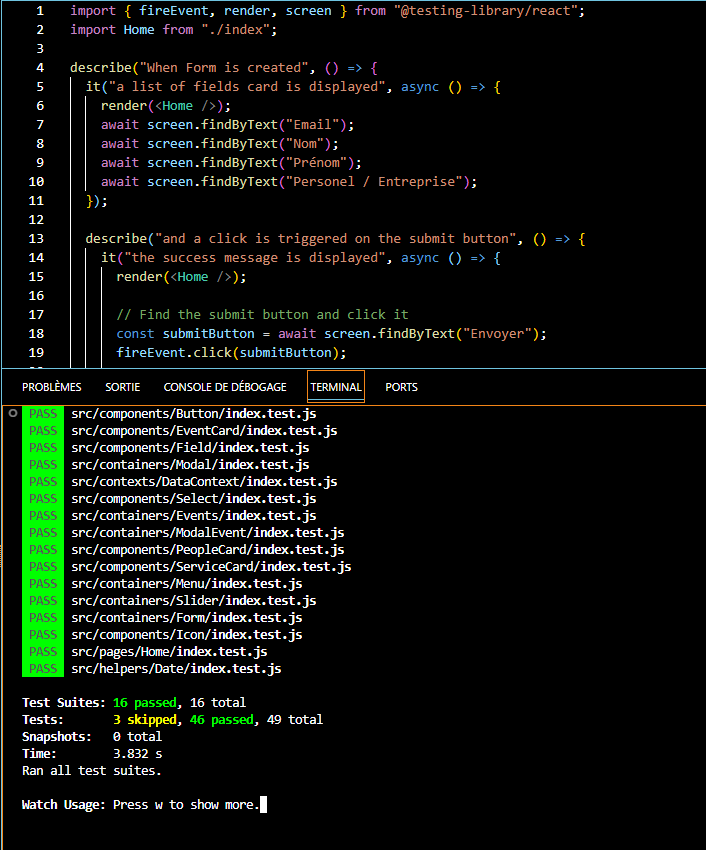 1 import { fireEvent, render, screen } from "@testing-library/react";
2 import Home from "./index";
3
4 describe("When Form is created", () => {
5 it("a list of fields card is displayed", async () => {
6 render(<Home />);
7 await screen.findByText("Email");
8 await screen.findByText("Nom");
9 await screen.findByText("Prénom");
10 await screen.findByText("Personel / Entreprise");
11 });
12
13 describe("and a click is triggered on the submit button", () => {
14 it("the success message is displayed", async () => {
15 render(<Home />);
16
17 // Find the submit button and click it
18 const submitButton = await screen.findByText("Envoyer");
19 fireEvent.click(submitButton);
PROBLÈMES SORTIE CONSOLE DE DÉBOGAGE TERMINAL PORTS
PASS src/components/Button/index.test.js
PASS src/components/EventCard/index.test.js
PASS src/components/Field/index.test.js
PASS src/containers/Modal/index.test.js
PASS src/contexts/DataContext/index.test.js
PASS src/components/Select/index.test.js
PASS src/containers/Events/index.test.js
PASS src/containers/ModalEvent/index.test.js
PASS src/components/PeopleCard/index.test.js
PASS src/components/ServiceCard/index.test.js
PASS src/containers/Menu/index.test.js
PASS src/containers/Slider/index.test.js
PASS src/containers/Form/index.test.js
PASS src/components/Icon/index.test.js
PASS src/pages/Home/index.test.js
PASS src/helpers/Date/index.test.js
Test Suites: 16 passed, 16 total
Tests: 3 skipped, 46 passed, 49 total
Snapshots: 0 total
Time: 3.832 s
Ran all test suites.
Watch Usage: Press w to show more.